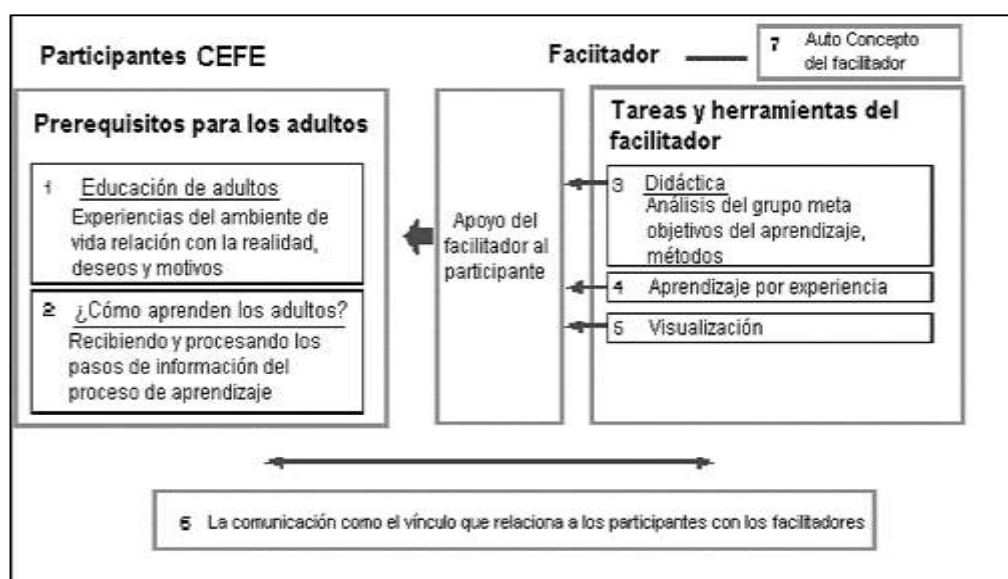 Participantes CEFE
Faciitador
7 Auto Concepto
del facilitador
Prerequisitos para los adultos
1 Educación de adultos
Experiencias del ambiente de
vida relación con la realidad,
deseos y motivos
2 ¿Cómo aprenden los adultos?
Recibiendo y procesando los
pasos de información del
proceso de aprendizaje
Apoyo del
facilitador al
participante
Tareas y herramientas del
facilitador
3 Didáctica
Análisis del grupo meta
objetivos del aprendizaje,
métodos
4 Aprendizaje por experiencia
5 Visualización
6 La comunicación como el vínculo que relaciona a los participantes con los facilitadores